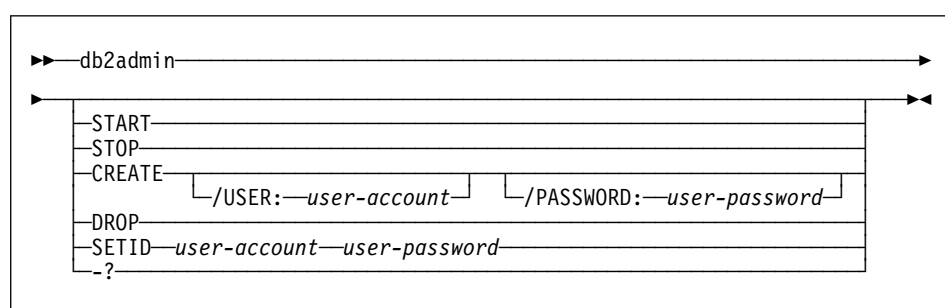 db2admin
START
STOP
CREATE
/USER: user-account /PASSWORD: user-password
DROP
SETID user-account user-password
-?